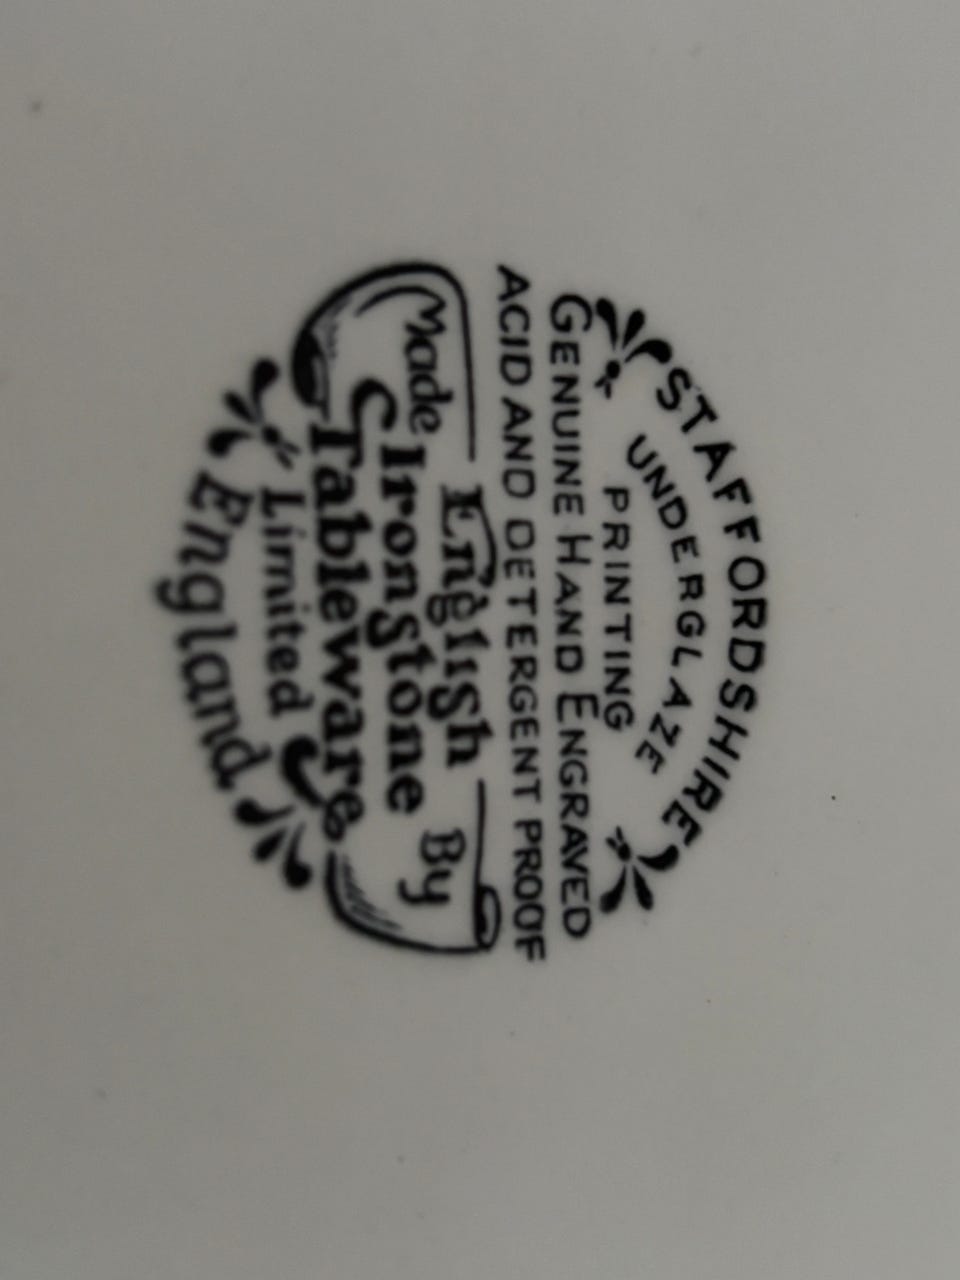 STAFFORDSHIRE
UNDERGLAZE
PRINTING
GENUINE HAND ENGRAVED
ACID AND DETERGENT PROOF
Made English By
Ironstone
Tableware
Limited
England